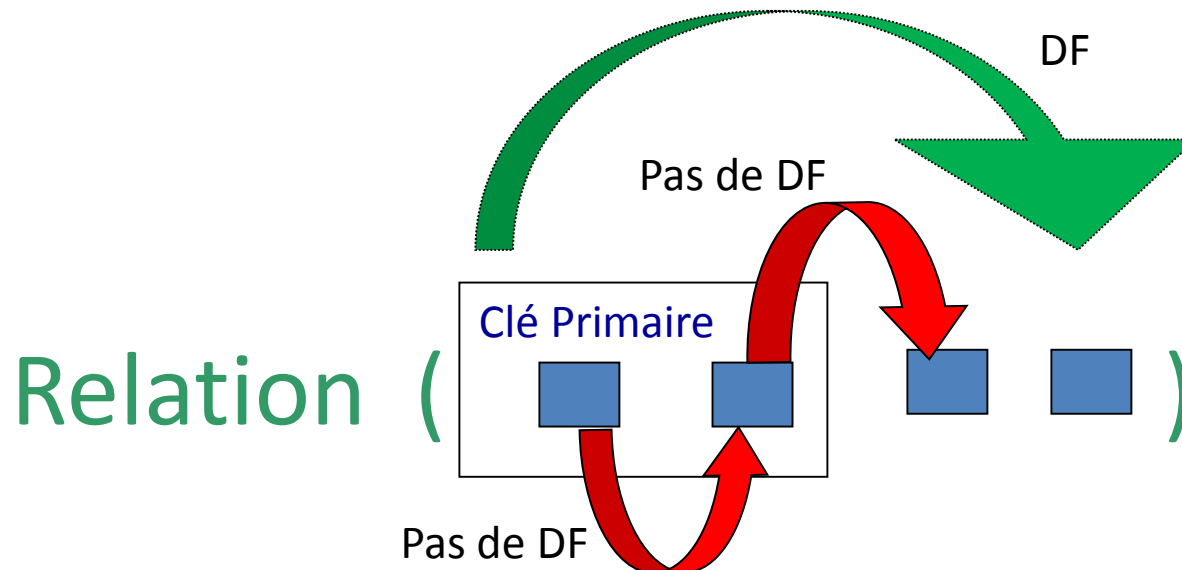 DF
Pas de DF
Clé Primaire
Relation ( )
Pas de DF